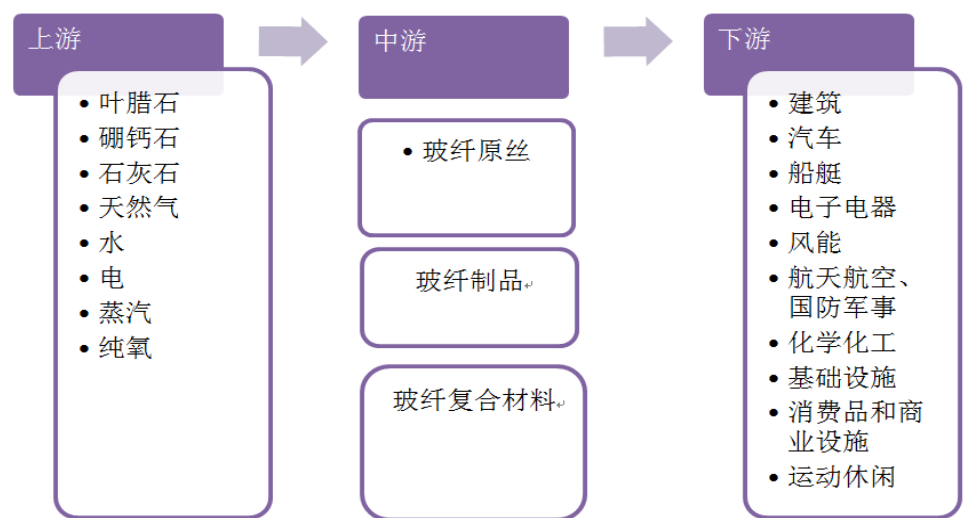 上游
• 叶腊石
• 硼钙石
• 石灰石
• 天然气
• 水
• 电
• 蒸汽
• 纯氧
中游
• 玻纤原丝
玻纤制品
玻纤复合材料
下游
• 建筑
• 汽车
• 船艇
• 电子电器
• 风能
• 航天航空、
国防军事
• 化学化工
• 基础设施
• 消费品和商
业设施
• 运动休闲